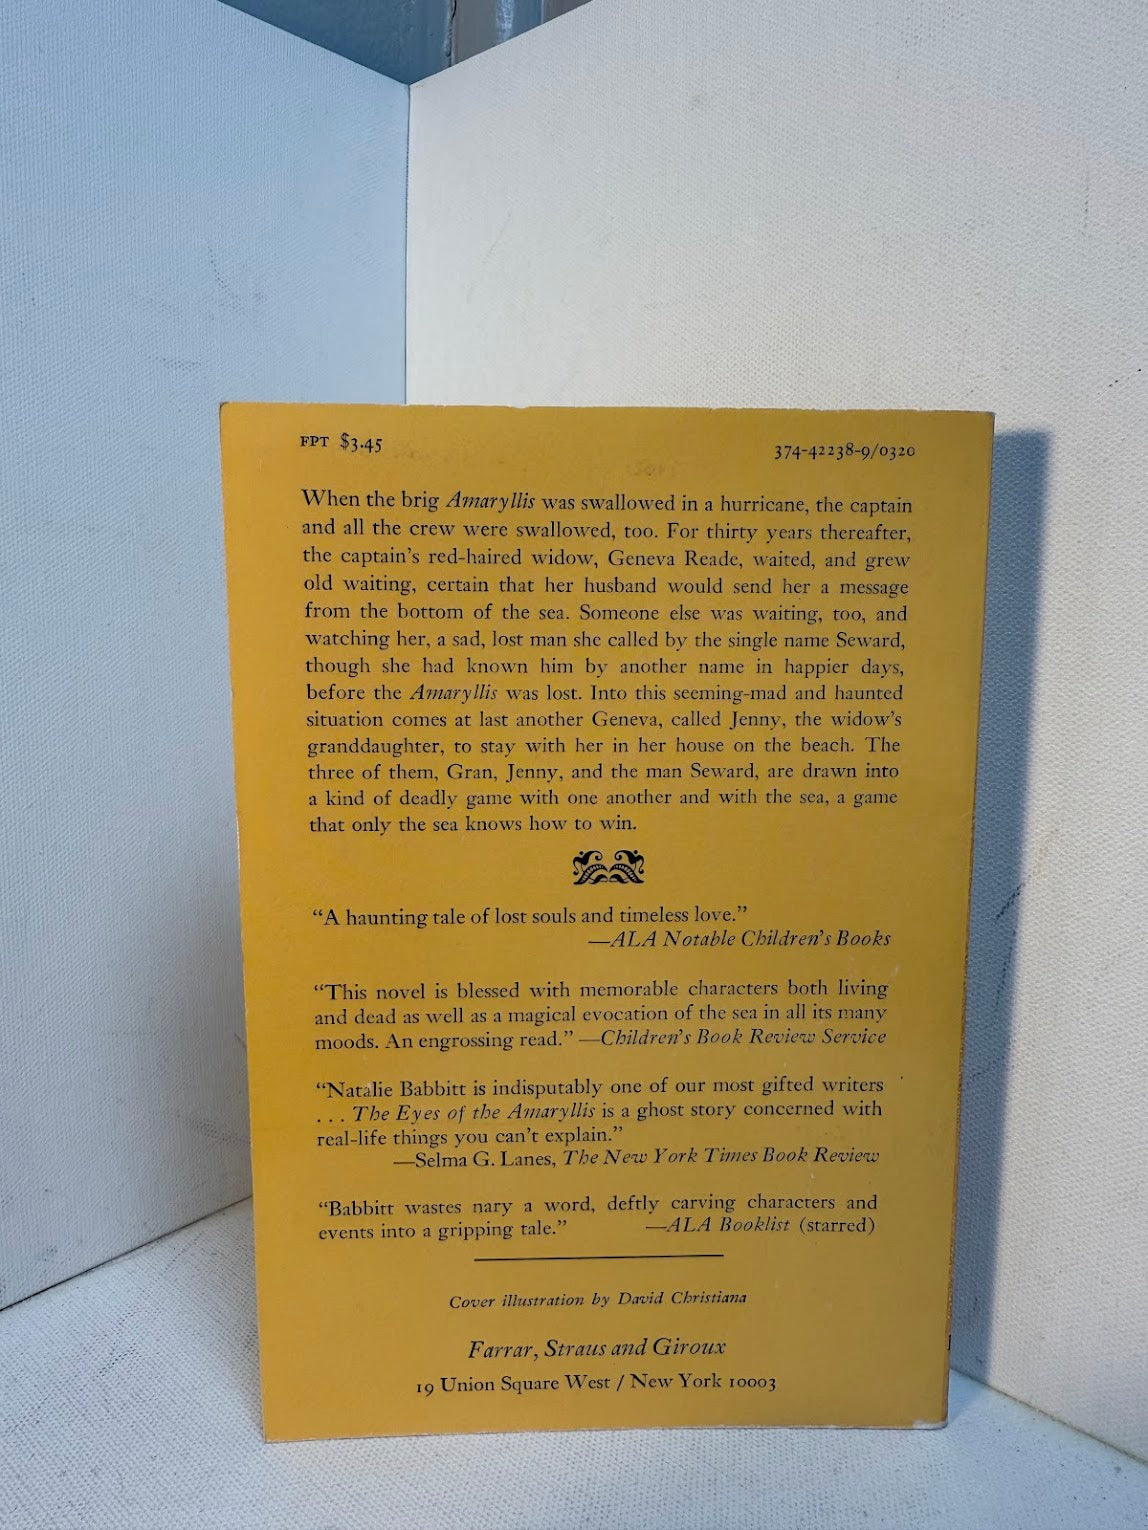 FPT $3.45
374-42238-9/0320
When the brig Amaryllis was swallowed in a hurricane, the captain
and all the crew were swallowed, too. For thirty years thereafter,
the captain's red-haired widow, Geneva Reade, waited, and grew
old waiting, certain that her husband would send her a message
from the bottom of the sea. Someone else was waiting, too, and
watching her, a sad, lost man she called by the single name Seward,
though she had known him by another name in happier days,
before the Amaryllis was lost. Into this seeming-mad and haunted
situation comes at last another Geneva, called Jenny, the widow's
granddaughter, to stay with her in her house on the beach. The
three of them, Gran, Jenny, and the man Seward, are drawn into
a kind of deadly game with one another and with the sea, a game
that only the sea knows how to win.
“A haunting tale of lost souls and timeless love.”
—ALA Notable Children's Books
“This novel is blessed with memorable characters both living
and dead as well as a magical evocation of the sea in all its many
moods. An engrossing read.” —Children's Book Review Service
“Natalie Babbitt is indisputably one of our most gifted writers
. . . The Eyes of the Amaryllis is a ghost story concerned with
real-life things you can't explain.”
—Selma G. Lanes, The New York Times Book Review
“Babbitt wastes nary a word, deftly carving characters and
events into a gripping tale.” —ALA Booklist (starred)
Cover illustration by David Christiana
Farrar, Straus and Giroux
19 Union Square West / New York 10003